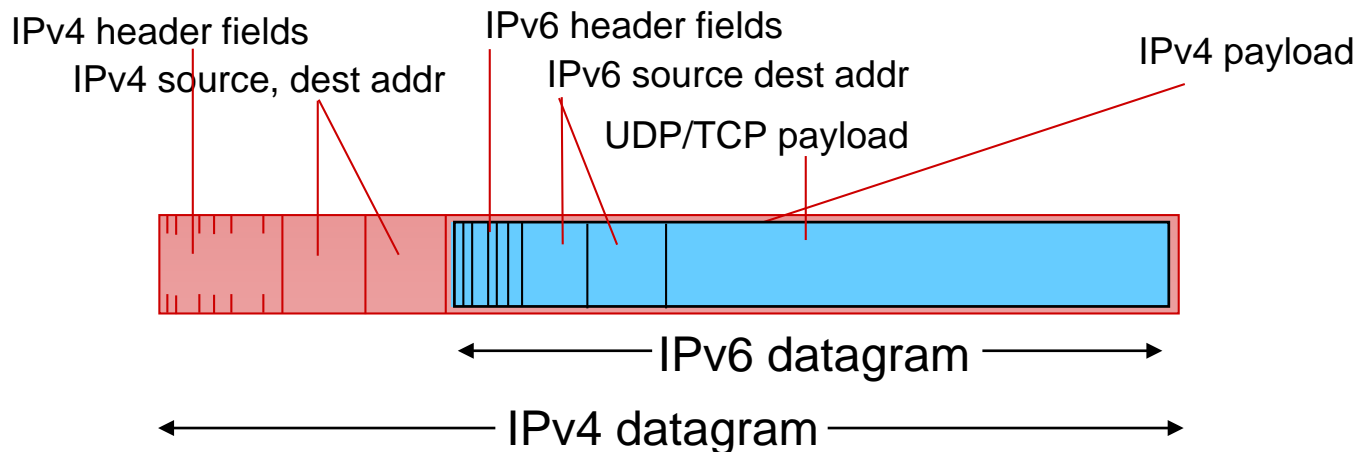 IPv4 header fields
IPv6 header fields
IPv4 payload
IPv4 source, dest addr
IPv6 source dest addr
UDP/TCP payload
IPv6 datagram
IPv4 datagram